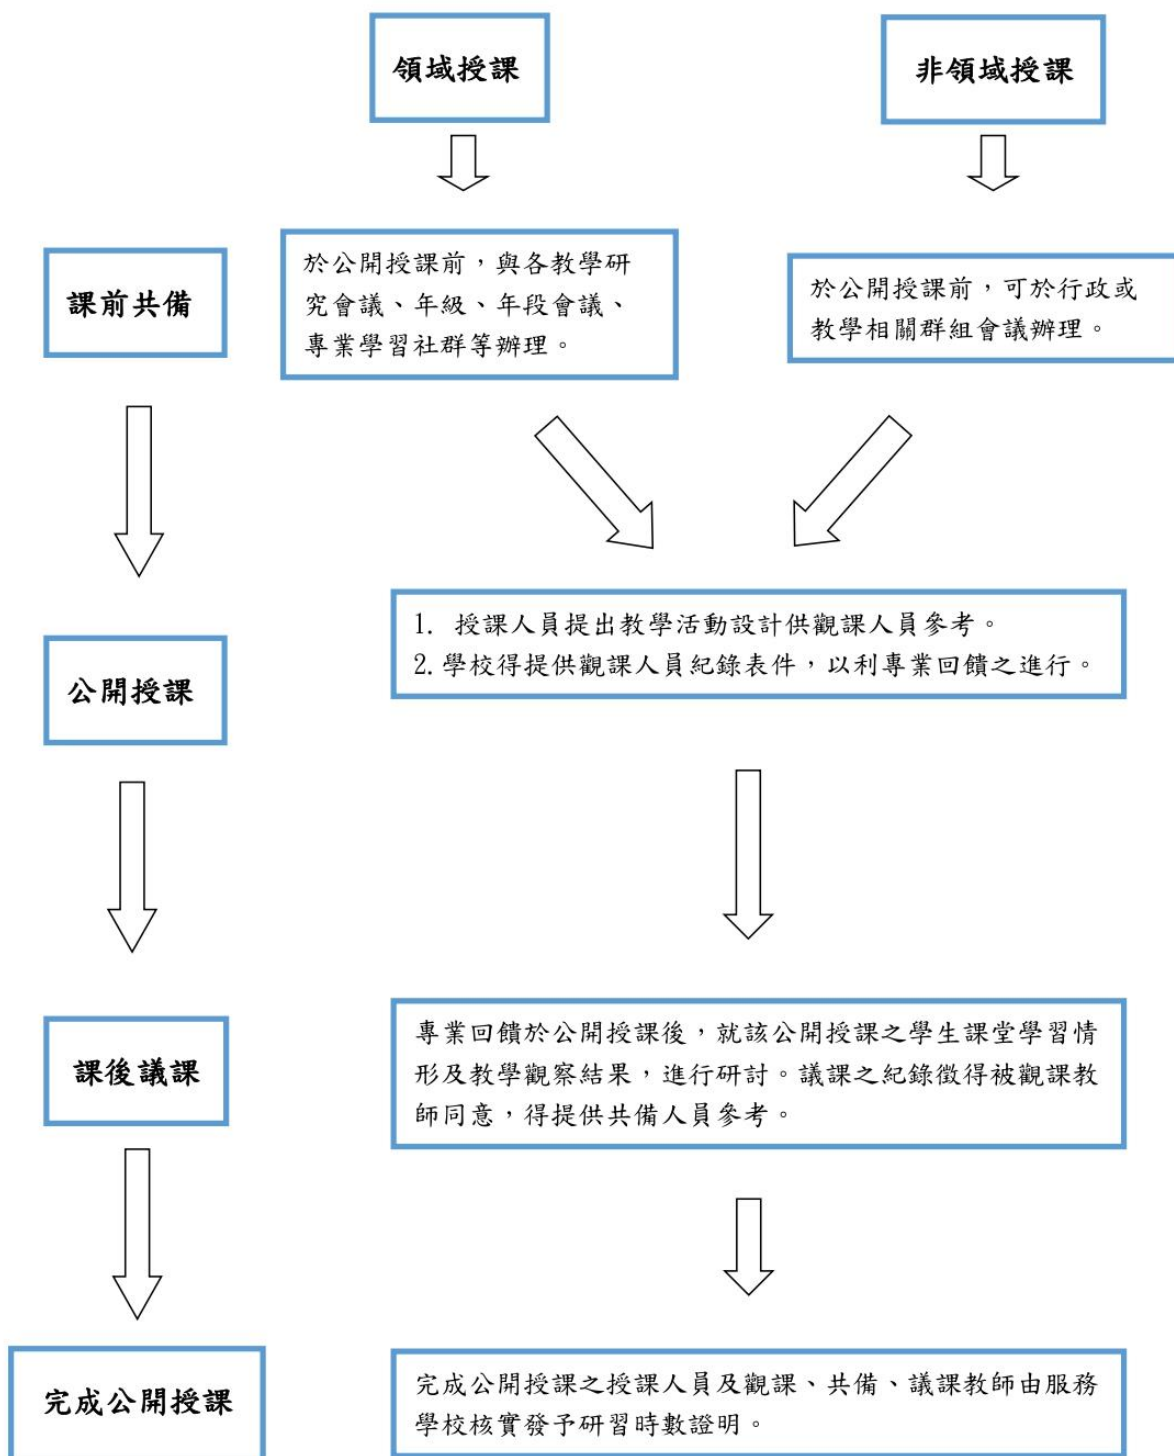 領域授課
非領域授課
課前共備
於公開授課前，與各教學研
究會議、年級、年段會議、
專業學習社群等辦理。
於公開授課前，可於行政或
教學相關群組會議辦理。
公開授課
1. 授課人員提出教學活動設計供觀課人員參考。
2. 學校得提供觀課人員紀錄表件，以利專業回饋之進行。
課後議課
專業回饋於公開授課後，就該公開授課之學生課堂學習情
形及教學觀察結果，進行研討。議課之紀錄徵得被觀課教
師同意，得提供共備人員參考。
完成公開授課
完成公開授課之授課人員及觀課、共備、議課教師由服務
學校核實發予研習時數證明。